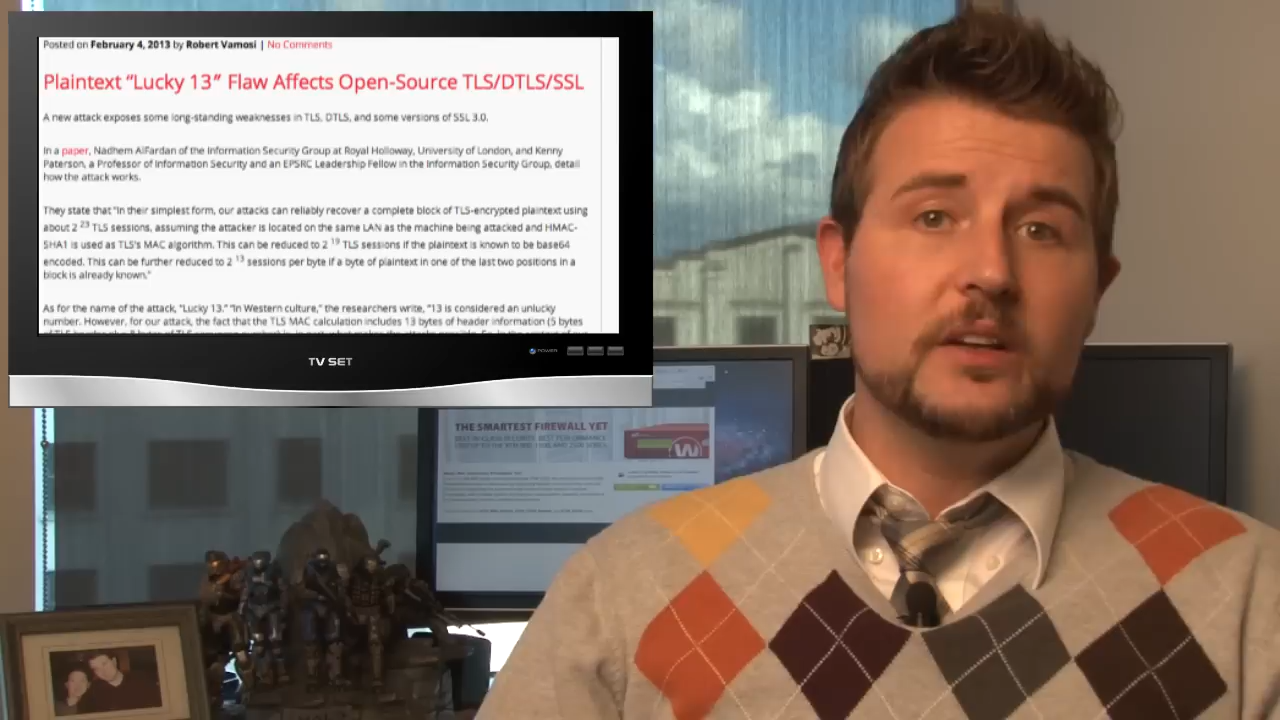 Posted on February 4, 2013 by Robert Vamosi | No Comments
Plaintext “Lucky 13” Flaw Affects Open-Source TLS/DTLS/SSL
A new attack exposes some long-standing weaknesses in TLS, DTLS, and some versions of SSL 3.0.
In a paper, Nadhem AlFardan of the Information Security Group at Royal Holloway, University of London, and Kenny
Paterson, a Professor of Information Security and an EPSRC Leadership Fellow in the Information Security Group, detail
how the attack works.
They state that “In their simplest form, our attacks can reliably recover a complete block of TLS-encrypted plaintext using
about 2 23 TLS sessions, assuming the attacker is located on the same LAN as the machine being attacked and HMAC-
SHA1 is used as TLS's MAC algorithm. This can be reduced to 2 19 TLS sessions if the plaintext is known to be base64
encoded. This can be further reduced to 2 13 sessions per byte if a byte of plaintext in one of the last two positions in a
block is already known.”
As for the name of the attack, “Lucky 13.” “In Western culture,” the researchers write, “13 is considered an unlucky
number. However, for our attack, the fact that the TLS MAC calculation includes 13 bytes of header information (5 bytes
POWER
TV SET
THE SMARTEST FIREWALL YET
W